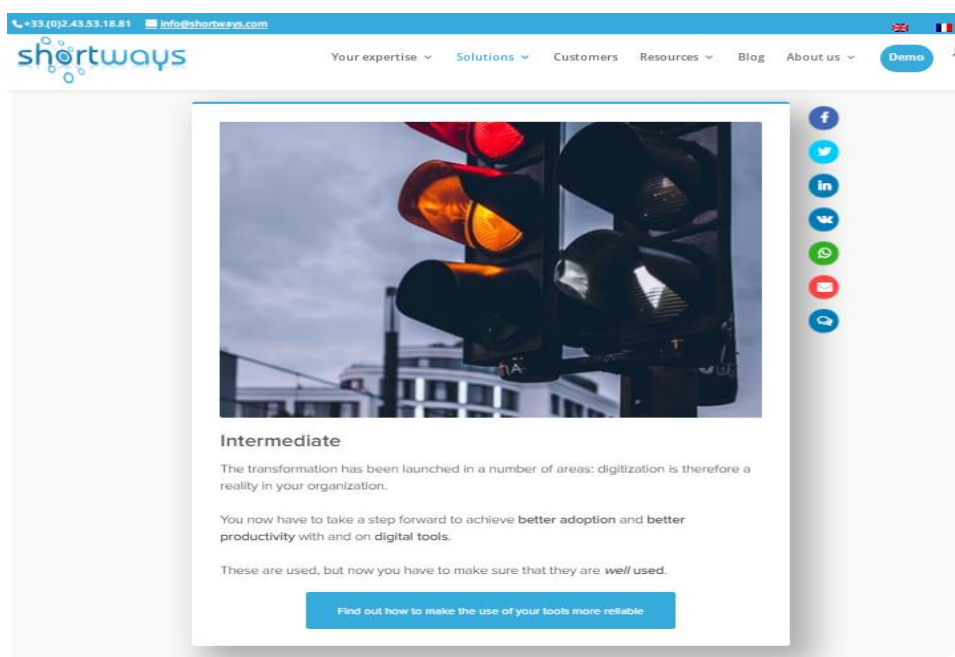 +33.(0)2.43.53.18.81 info@shortways.com
shortways
Your expertise Solutions Customers Resources Blog About us Demo
Intermediate
The transformation has been launched in a number of areas: digitization is therefore a
reality in your organization.
You now have to take a step forward to achieve better adoption and better
productivity with and on digital tools.
These are used, but now you have to make sure that they are well used.
Find out how to make the use of your tools more reliable